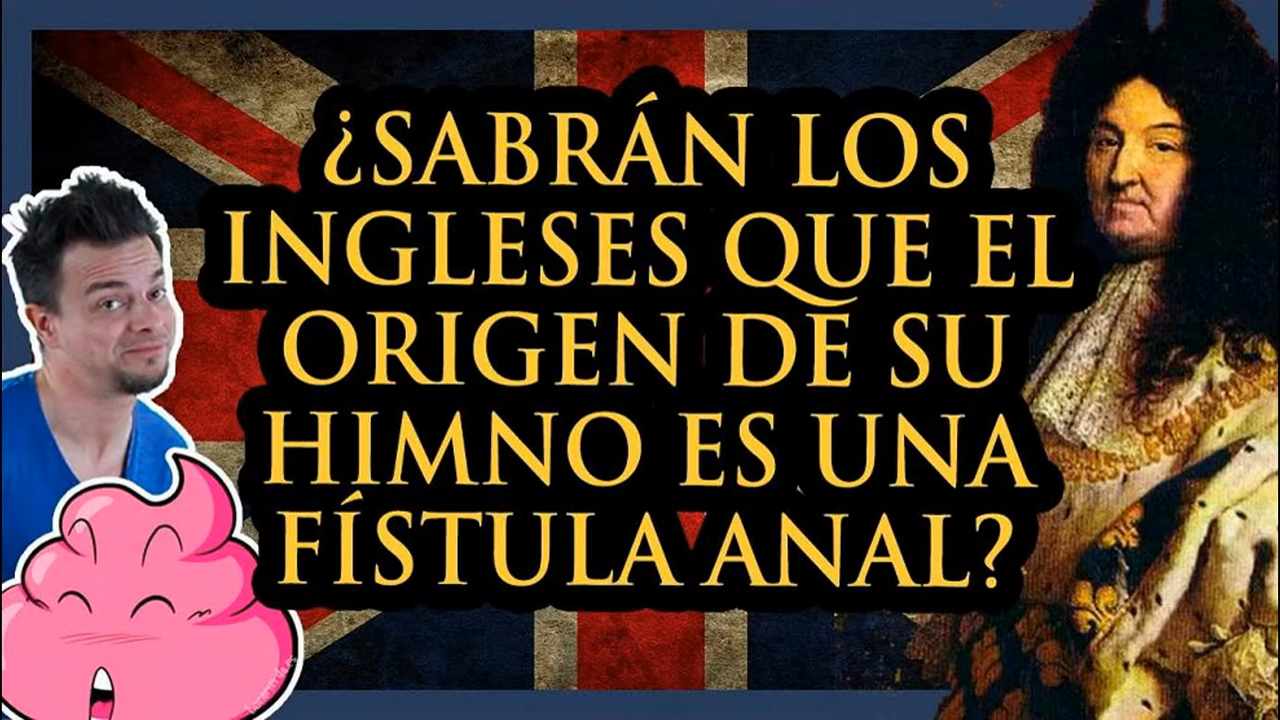 ¿SABRÁN LOS
INGLESES QUE EL
ORIGEN DE SU
HIMNO ES UNA
FÍSTULA ANAL?